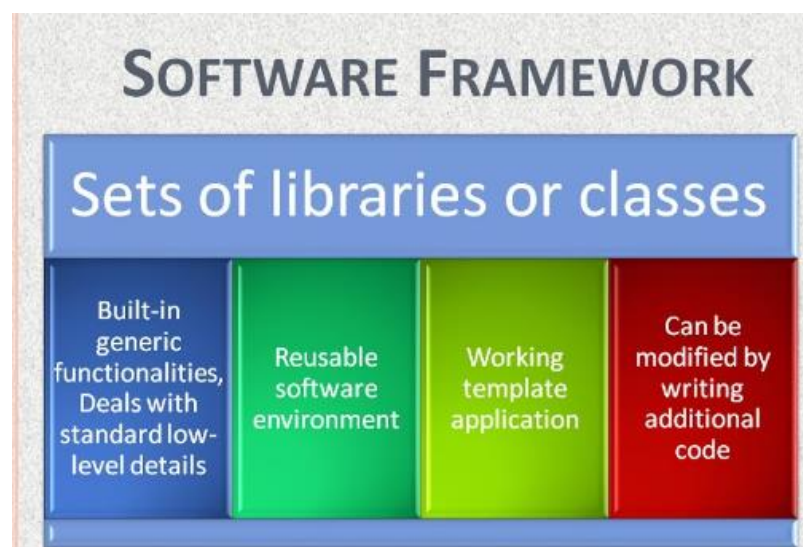 SOFTWARE FRAMEWORK
Sets of libraries or classes
Built-in
generic
functionalities,
Deals with
standard low-
level details
Reusable
software
environment
Working
template
application
Can be
modified by
writing
additional
code